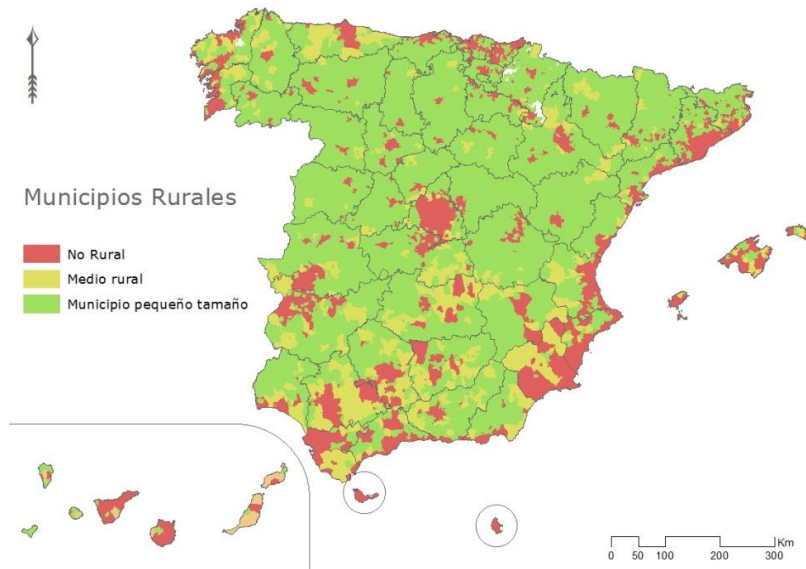 Municipios Rurales
No Rural
Medio rural
Municipio pequeño tamaño
Km
0 50 100 200 300